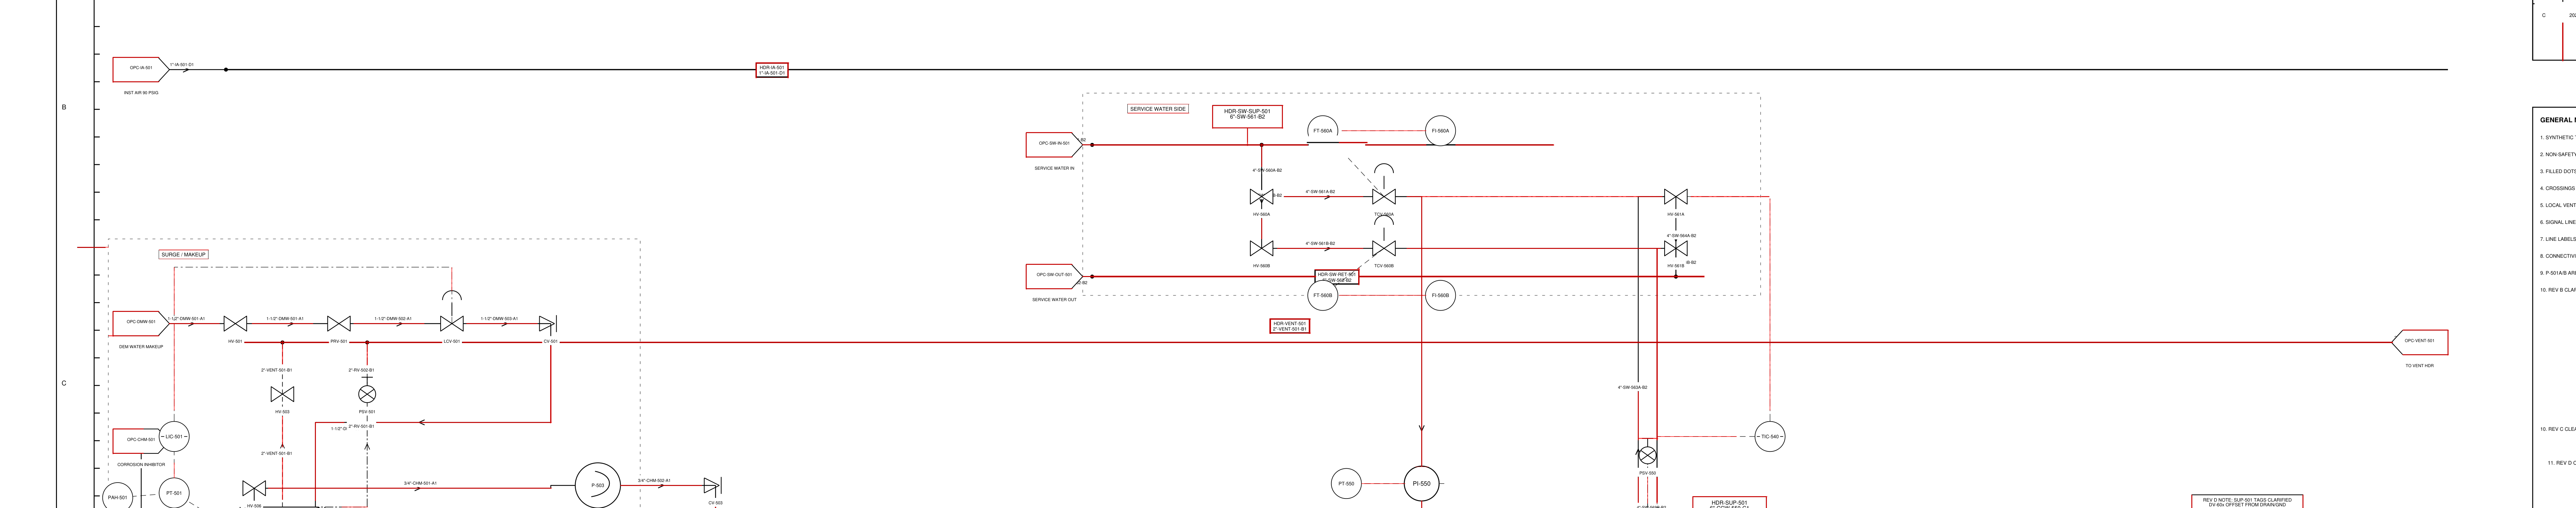 C
B
OPC-IA-501
1"-IA-501-D1
HDR-IA-501
1"-IA-501-D1
INST AIR 90 PSIG
SERVICE WATER SIDE
HDR-SW-SUP-501
6"-SW-561-B2
FT-560A
FI-560A
OPC-SW-IN-501
SERVICE WATER IN
4"-SW-560A-B2
4"-SW-561A-B2
HV-560A
TCV-560A
HV-561A
4"-SW-564A-B2
4"-SW-561B-B2
HV-560B
TCV-560B
HV-561B
OPC-SW-OUT-501
HDR-SW-RET-501
SERVICE WATER OUT
FT-560B
FI-560B
HDR-VENT-501
2"-VENT-501-B1
SURGE / MAKEUP
OPC-DMW-501
1-1/2"-DMW-501-A1
1-1/2"-DMW-501-A1
1-1/2"-DMW-502-A1
1-1/2"-DMW-503-A1
DEM WATER MAKEUP
HV-501
PRV-501
LCV-501
CV-501
OPC-VENT-501
TO VENT HDR
2"-VENT-501-B1
2"-RV-502-B1
C
4"-SW-563A-B2
HV-503
PSV-501
2"-RV-501-B1
OPC-CHM-501
LIC-501
TIC-540
CORROSION INHIBITOR
2"-VENT-501-B1
PSV-550
PAH-501
PT-501
3/4"-CHM-501-A1
P-503
3/4"-CHM-502-A1
CV-503
HV-506
PT-550
PI-550
HDR-SUP-501
REV D NOTE: SUP-501 TAGS CLARIFIED
DV-60x OFFSET FROM DRAIN/GND
GENERAL
1. SYNTHETIC
2. NON-SAFETY
3. FILLED DOTS
4. CROSSINGS
5. LOCAL VENT
6. SIGNAL LINE
7. LINE LABELS
8.
9. P-501A/B
10. REV B
10. REV C
11. REV D